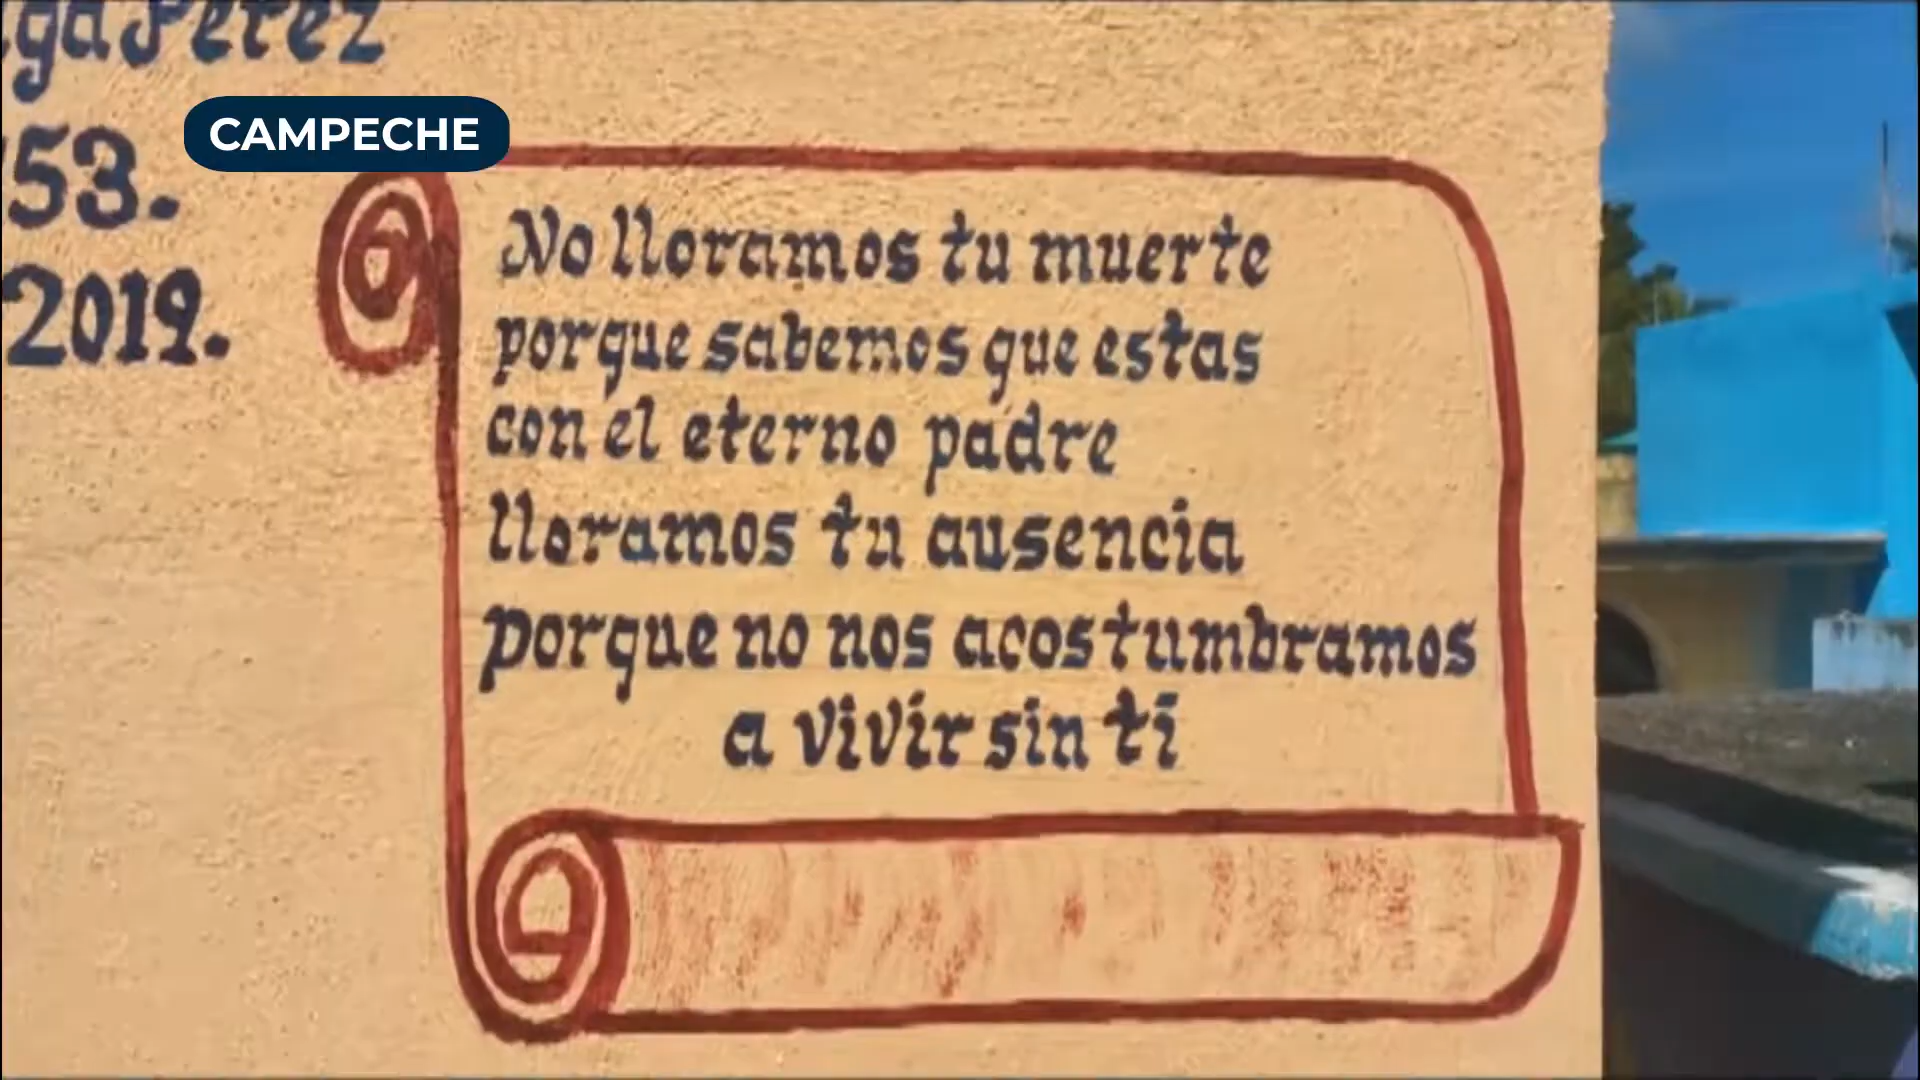 Pérez
CAMPECHE
53.
2019.
No lloramos tu muerte
porque sabemos que estas
con el eterno padre
lloramos tu ausencia
porque no nos acostumbramos
a vivir sin ti